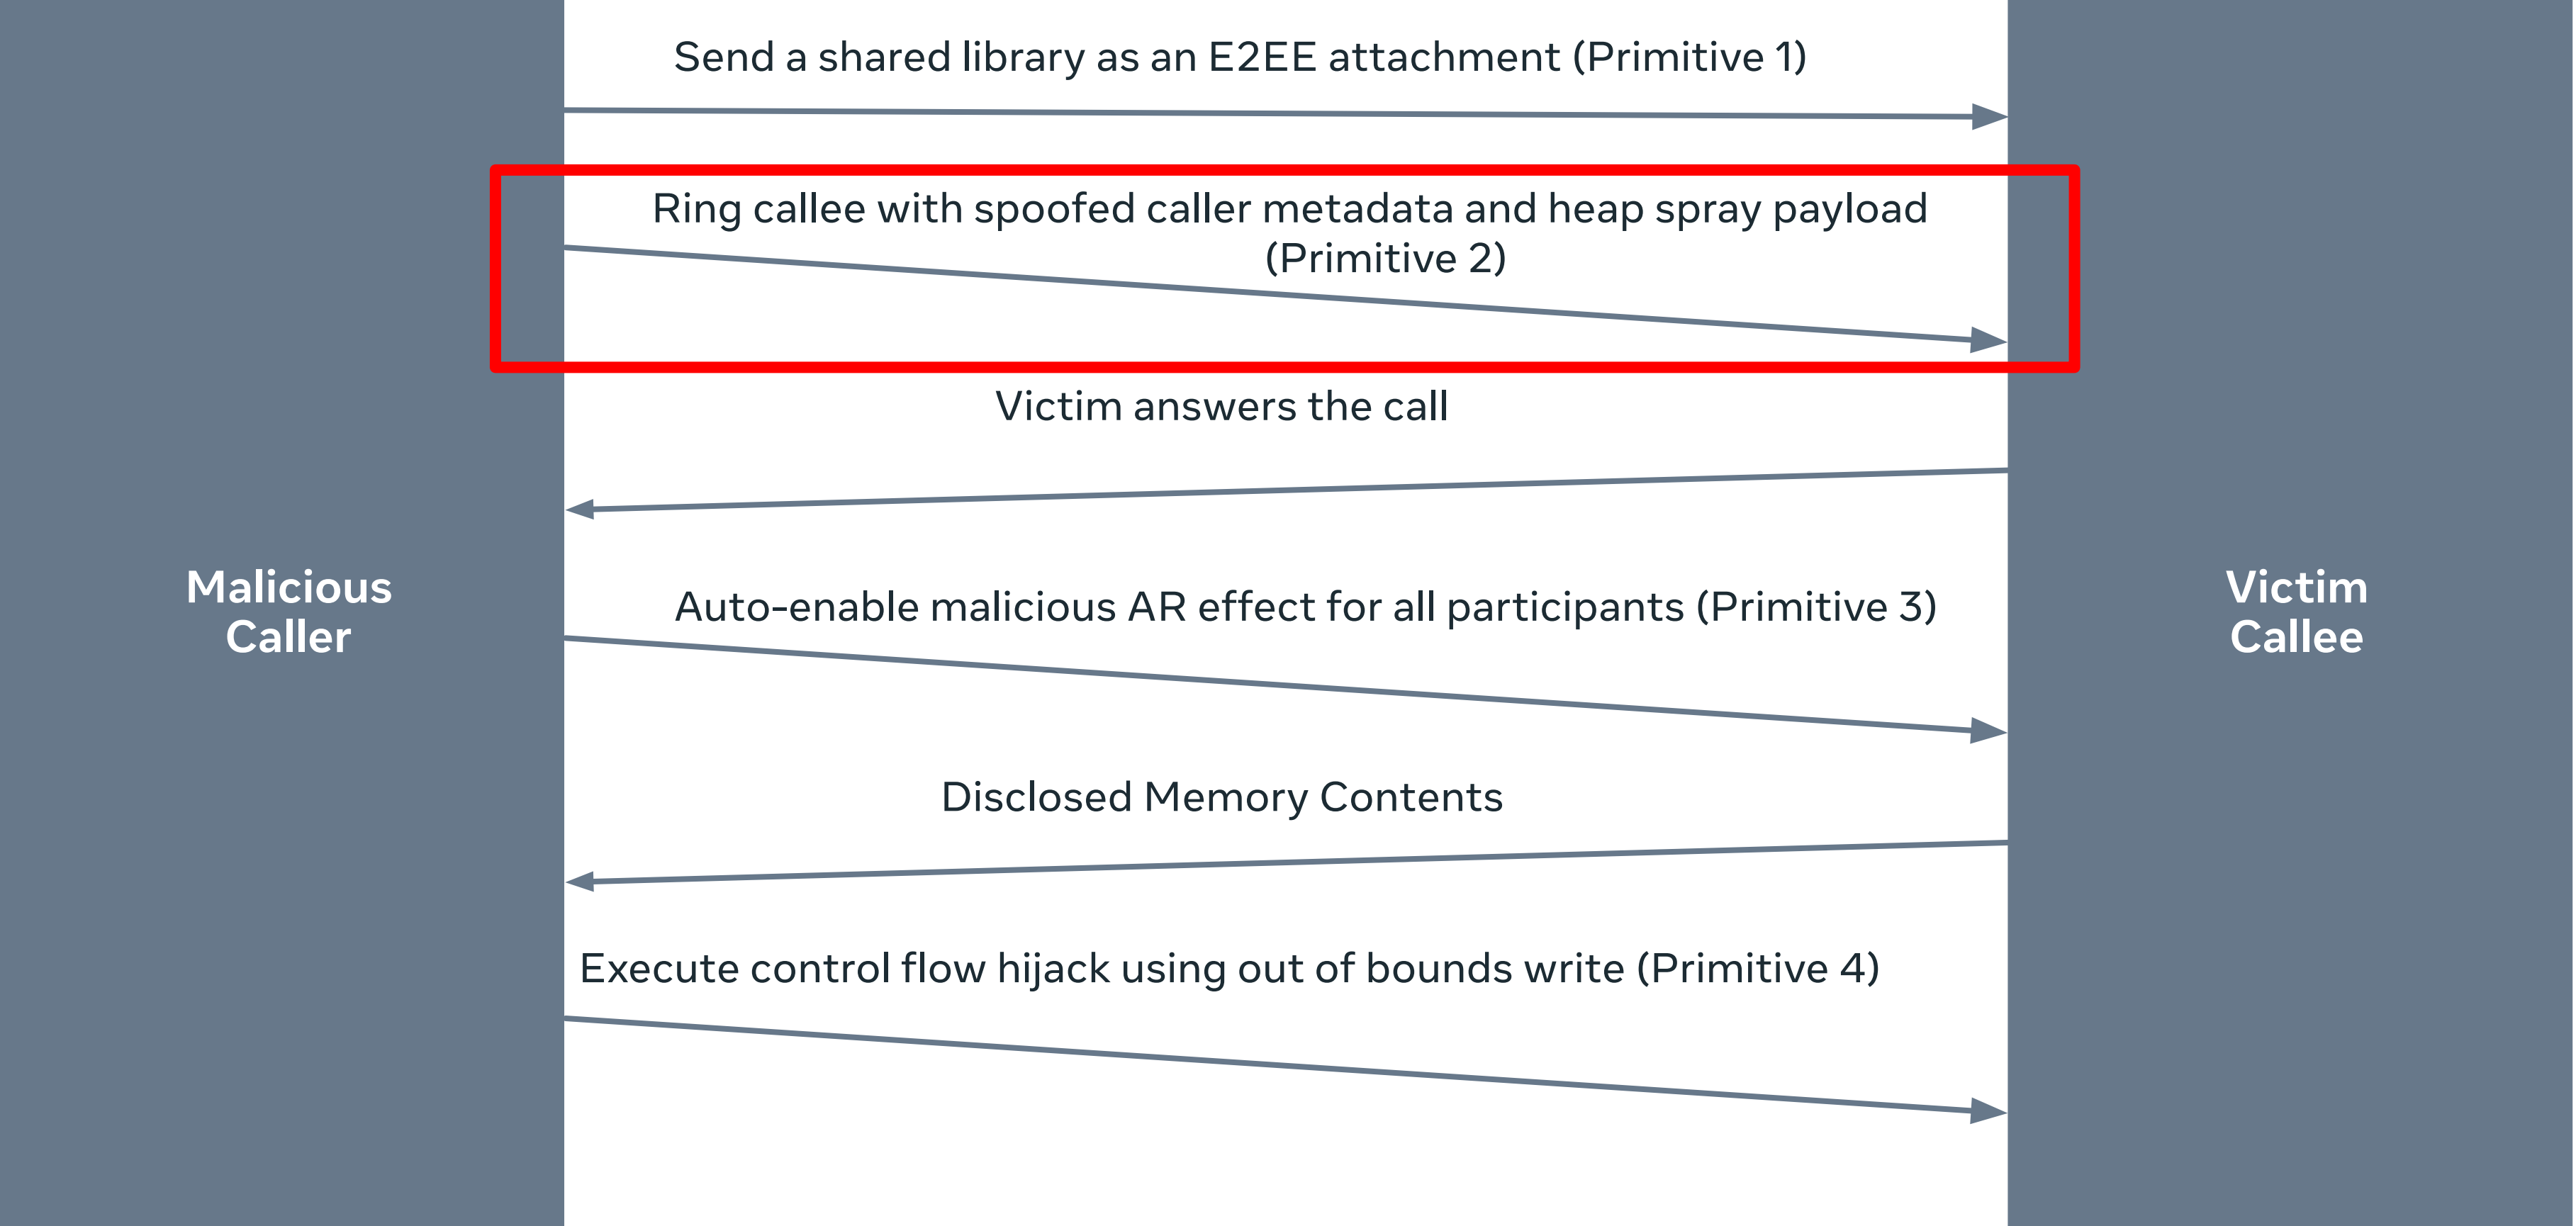 Send a shared library as an E2EE attachment (Primitive 1)
Ring callee with spoofed caller metadata and heap spray payload
(Primitive 2)
Victim answers the call
Malicious
Caller
Auto-enable malicious AR effect for all participants (Primitive 3)
Victim
Callee
Disclosed Memory Contents
Execute control flow hijack using out of bounds write (Primitive 4)